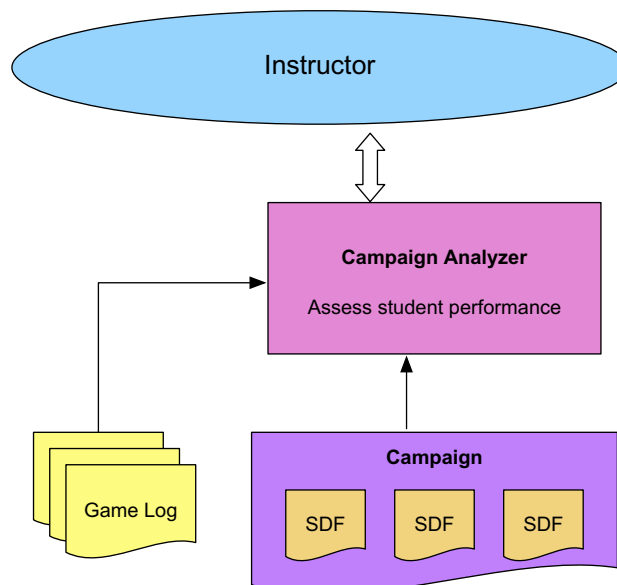 Instructor
Campaign Analyzer
Assess student performance
Campaign
Game Log
SDF
SDF
SDF